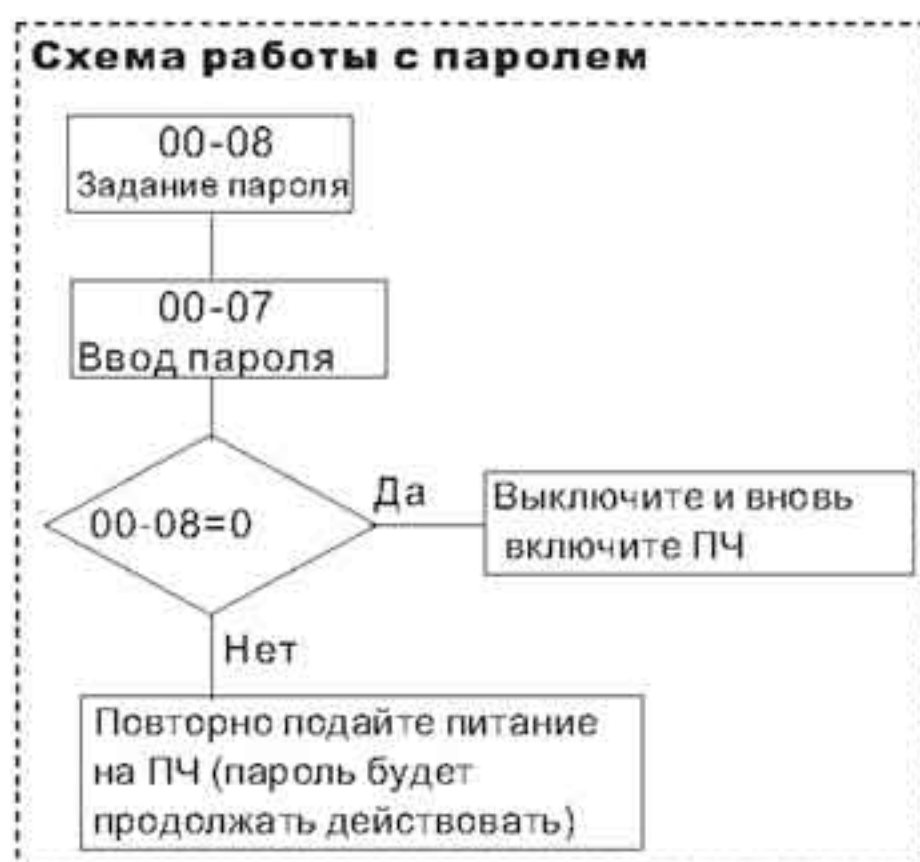 Схема работы с паролем
00-08
Задание пароля
00-07
Ввод пароля
00-08=0
Да
Выключите и вновь
включите ПЧ
Нет
Повторно подайте питание
на ПЧ (пароль будет
продолжать действовать)